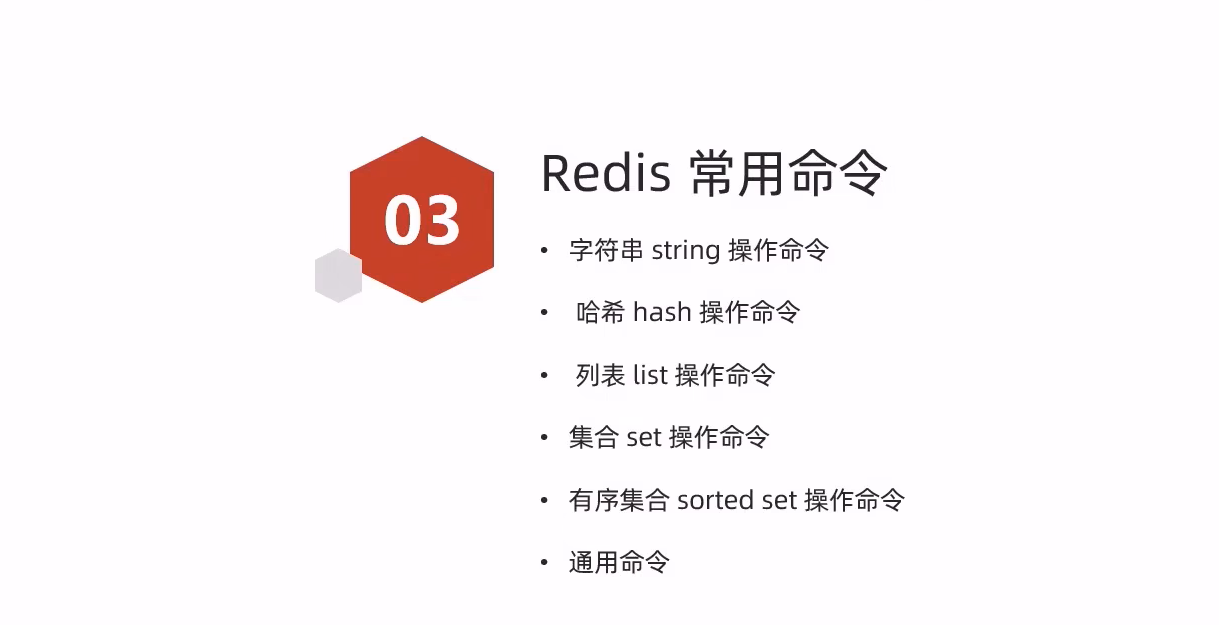 03
Redis 常用命令
• 字符串 string 操作命令
• 哈希 hash 操作命令
• 列表 list 操作命令
• 集合 set 操作命令
• 有序集合 sorted set 操作命令
• 通用命令